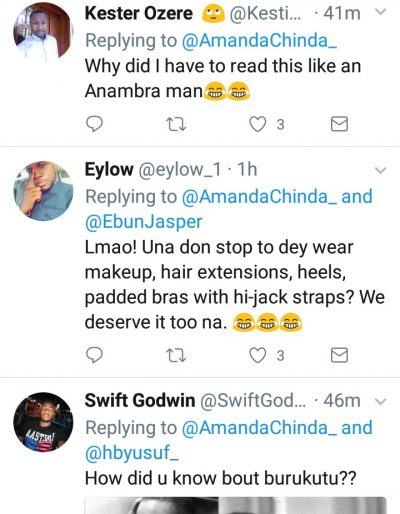 Kester Ozere 🙄 @Kesti... · 41m
Replying to @AmandaChinda_
Why did I have to read this like an
Anambra man😂😂
3
Eylow @eylow_1 · 1h
Replying to @AmandaChinda_ and
@EbunJasper
Lmao! Una don stop to dey wear
makeup, hair extensions, heels,
padded bras with hi-jack straps? We
deserve it too na. 😂😂😂
3
Swift Godwin @SwiftGod... · 46m
Replying to @AmandaChinda_ and
@hbyusuf_
How did u know bout burukutu??